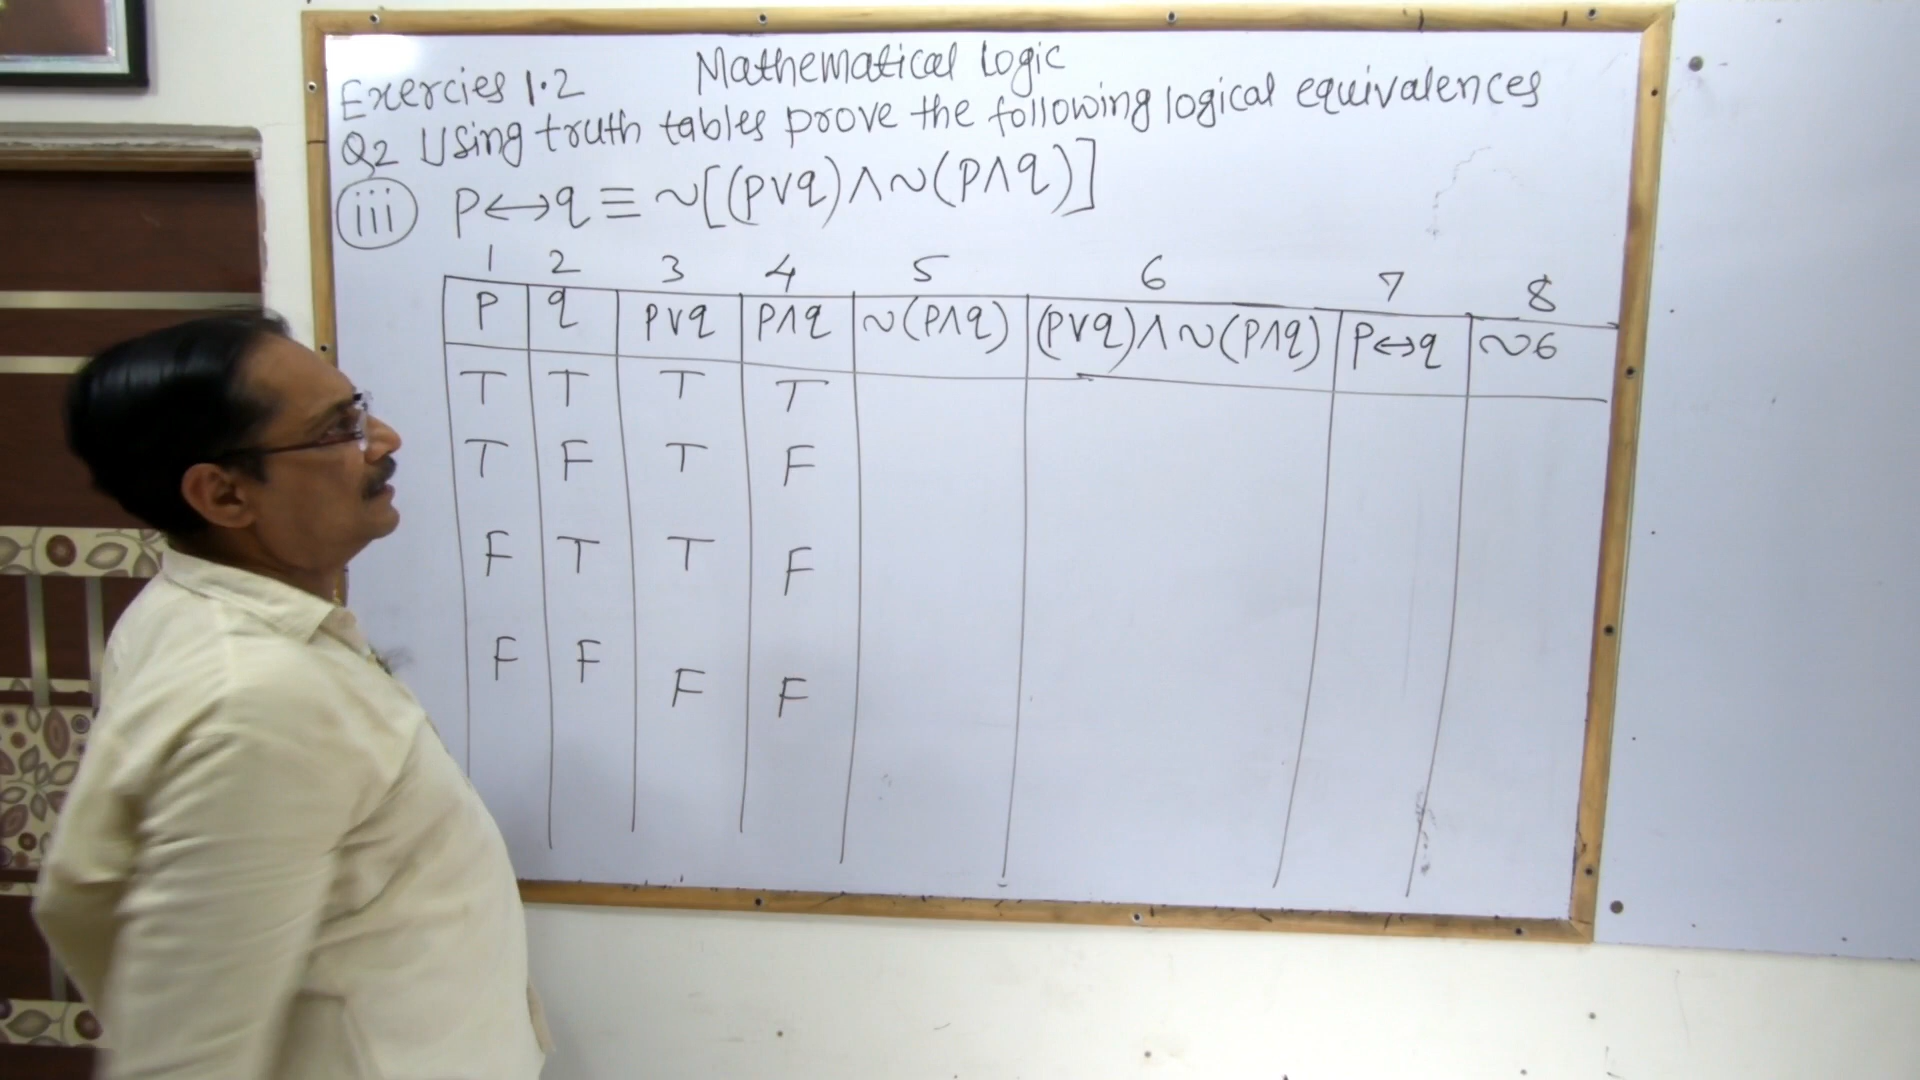 Mathematical Logic
Exercies 1.2
Q2 Using truth tables prove the following logical equivalences
iii p↔q ≡ ~[(p∨q)∧~(p∧q)]
1 2 3 4 5 6 7 8
p q p∨q p∧q ~(p∧q) (p∨q)∧~(p∧q) p↔q ~6
T T T T
T F T F
F T T F
F F F F